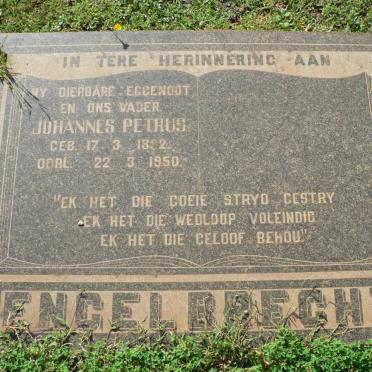 IN TERE HERINNERING AAN
MY DIERBARE EGGENOOT
EN ONS VADER
JOHANNES PETRUS
GEB. 17. 3. 1882.
OORL. 22 3 1950.
"EK HET DIE GOEIE STRYD GESTRY
EK HET DIE WEDLOOP VOLEINDIG
EK HET DIE GELOOF BEHOU."
ENGELBRECHT